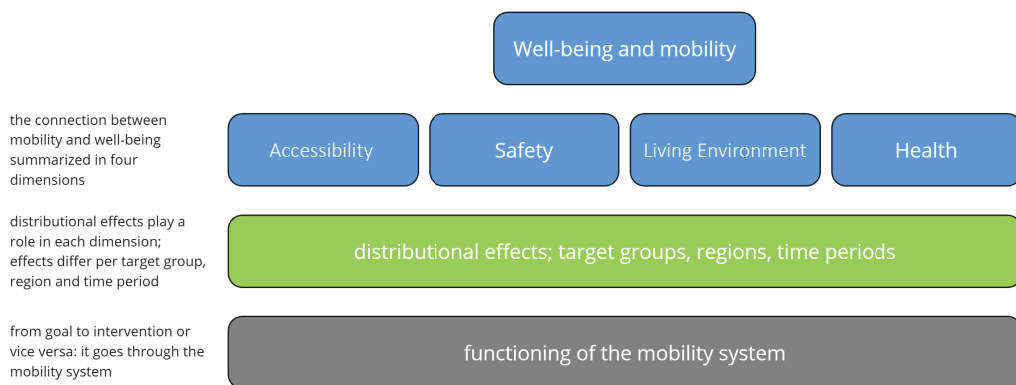 Well-being and mobility
the connection between
mobility and well-being
summarized in four
dimensions
Accessibility
Safety
Living Environment
Health
distributional effects play a
role in each dimension;
effects differ per target group,
region and time period
distributional effects; target groups, regions, time periods
from goal to intervention or
vice versa: it goes through the
mobility system
functioning of the mobility system